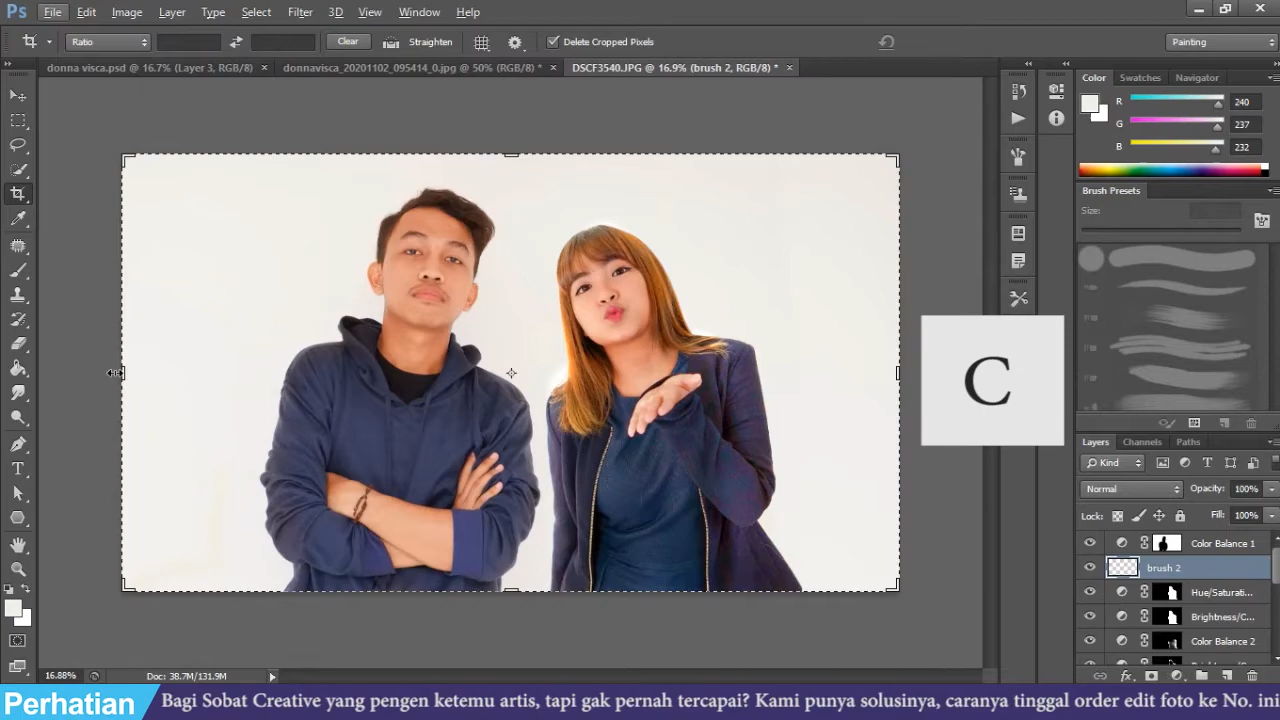 Ps File Edit Image Layer Type Select Filter 3D View Window Help
Ratio Clear Straighten Delete Cropped Pixels Painting
donna visca.psd @ 16.7% (Layer 3, RGB/8) donnavisca_20201102_095414_0.jpg @ 50% (RGB/8) * DSCF3540.JPG @ 16.9% (brush 2, RGB/8) *
Color Swatches Navigator
R 240
G 237
B 232
Brush Presets
Size:
C
Layers Channels Paths
Kind
Normal Opacity: 100%
Lock: Fill: 100%
Color Balance 1
brush 2
Hue/Saturati...
Brightness/C...
Color Balance 2
16.88% Doc: 38.7M/131.9M
Perhatian Bagi Sobat Creative yang pengen ketemu artis, tapi gak pernah tercapai? Kami punya solusinya, caranya tinggal order edit foto ke No. ini